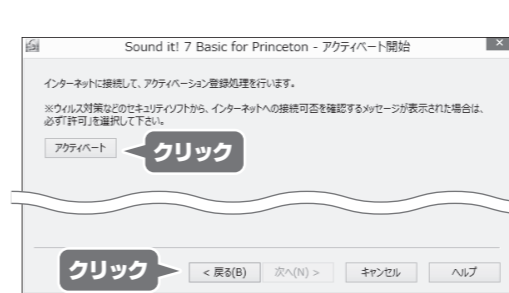 Sound it! 7 Basic for Princeton - アクティベート開始
インターネットに接続して、アクティベーション登録処理を行います。
※ウィルス対策などのセキュリティソフトから、インターネットへの接続可否を確認するメッセージが表示された場合は、
必ず「許可」を選択して下さい。
アクティベート クリック
クリック < 戻る(B) 次へ(N) > キャンセル ヘルプ